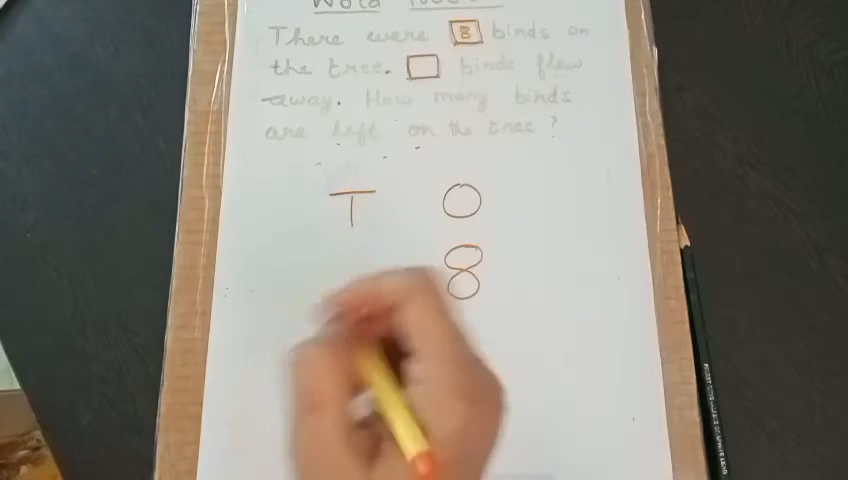 Word
There were 8 birds on
the tree. birds flew
away. How many birds
are left on the tree?
T O
8